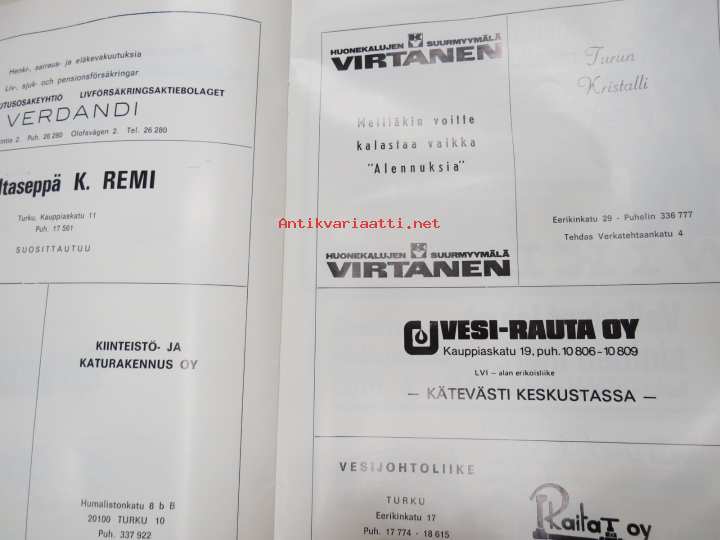 Henki-, sairaus- ja eläkevakuutuksia
Liv-, sjuk- och pensionsförsäkringar
UTUSOSAKEYHTIÖ LIVFÖRSÄKRINGSAKTIEBOLAGET
VERDANDI
ntie 2. Puh. 26 280 Olofsvägen 2. Tel. 26 280
ltaseppä K. REMI
Turku, Kauppiaskatu 11
Puh. 17 561
SUOSITTAUTUU
KIINTEISTÖ- JA
KATURAKENNUS OY
Humalistonkatu 8 b B
20100 TURKU 10
Puh. 337 922
HUONEKALUJEN K SUURMYYMÄLÄ
VIRTANEN
Meilläkin voitte
kalastaa vaikka
"Alennuksia"
HUONEKALUJEN K SUURMYYMÄLÄ
VIRTANEN
Turun
Kristalli
Eerikinkatu 29 - Puhelin 336 777
Tehdas Verkatehtaankatu 4
Antikvariaatti.net
VESI-RAUTA OY
Kauppiaskatu 19, puh. 10 806-10 809
LVI – alan erikoisliike
— KÄTEVÄSTI KESKUSTASSA —
VESIJOHTOLIIKE
TURKU
Eerikinkatu 17
Puh. 17 774 - 18 615
Raitat oy